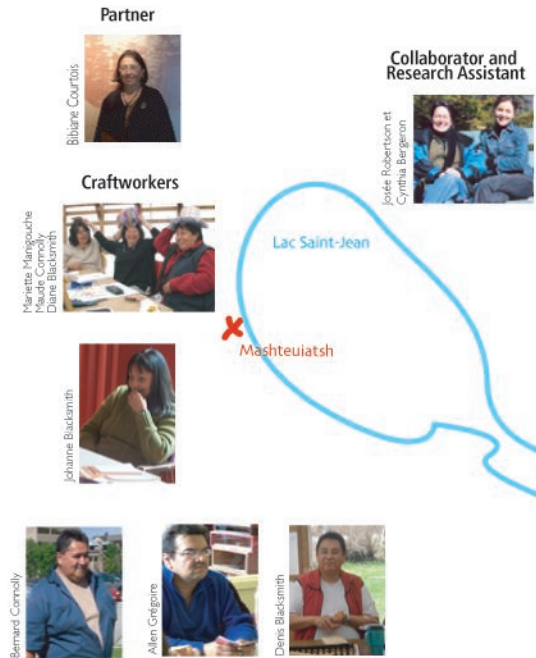 Partner
Bibiane Courtois
Collaborator and
Research Assistant
Josée Robertson et
Cynthia Bergeron
Craftworkers
Mariette Manigouche
Maude Connolly
Diane Blacksmith
Lac Saint-Jean
Mashteuiatsh
Johanne Blacksmith
Bernard Connolly
Allen Grégoire
Denis Blacksmith